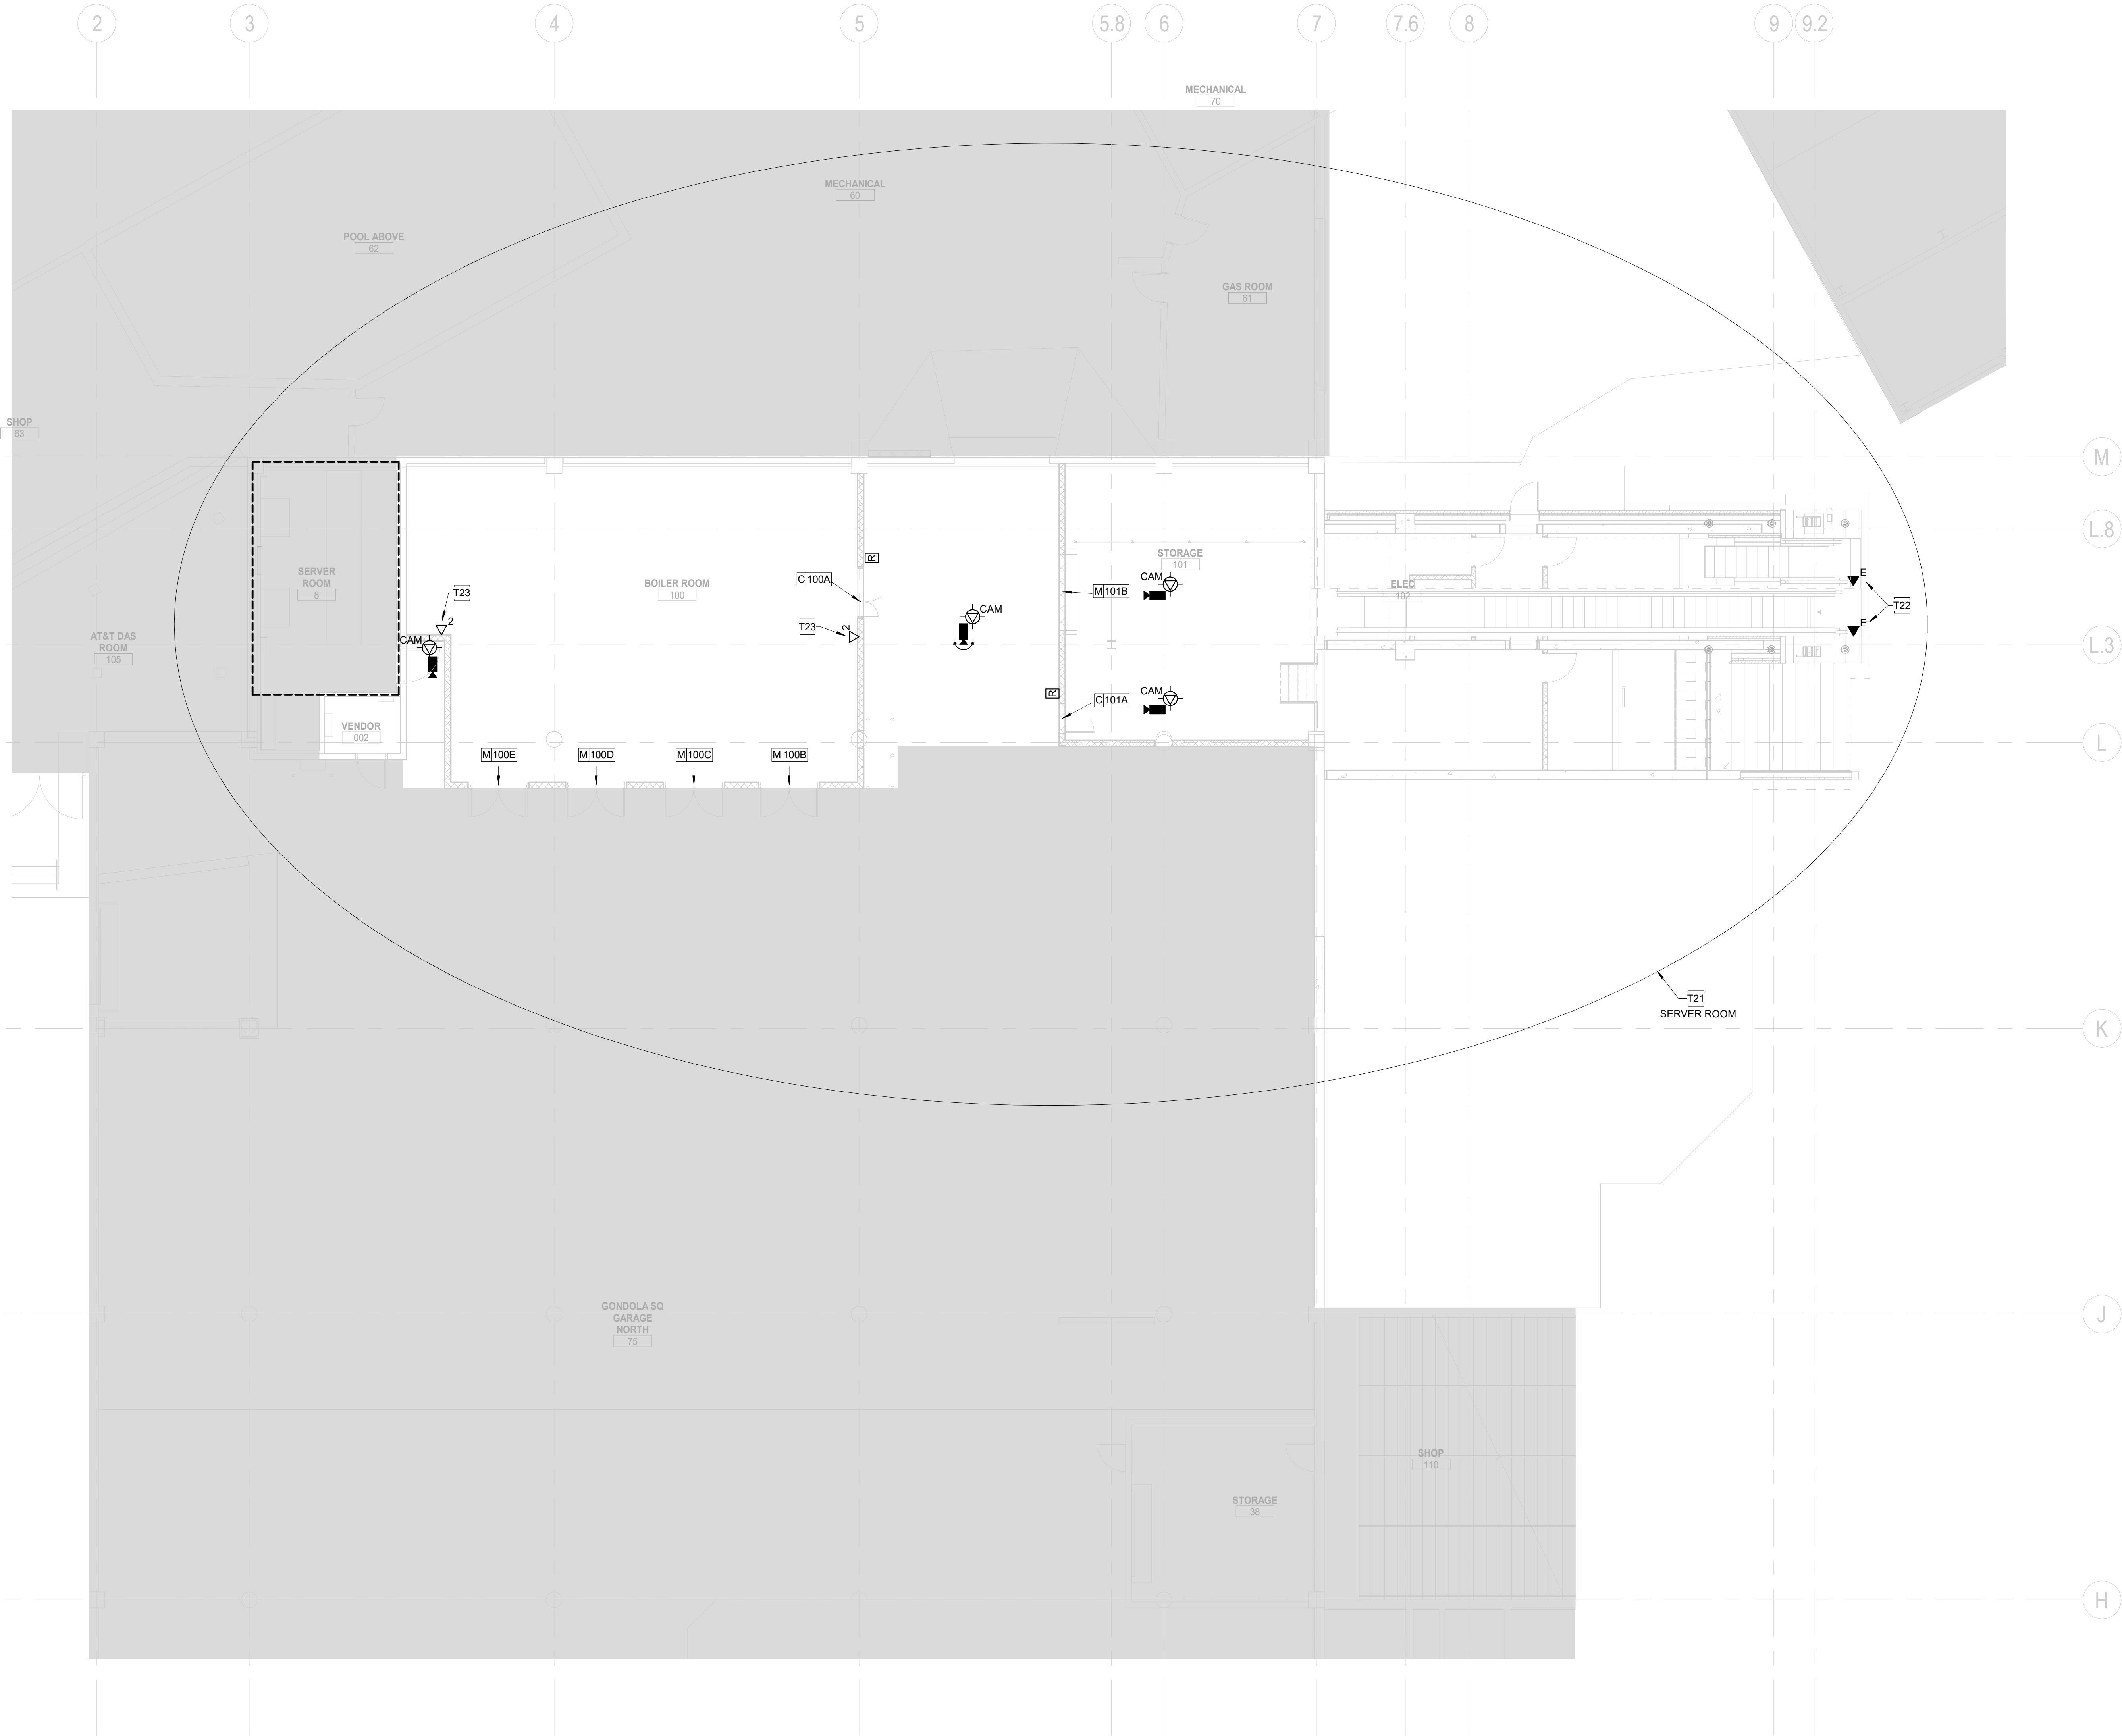 2
3
4
5
5.8
6
7
7.6
8
9
9.2
MECHANICAL
70
MECHANICAL
60
POOL ABOVE
62
GAS ROOM
61
SHOP
63
M
L.8
L.3
L
K
J
H
SERVER
ROOM
8
AT&T DAS
ROOM
105
VENDOR
002
BOILER ROOM
100
STORAGE
101
ELEC
102
T23
2
CAM
C 100A
R
T23
2
CAM
CAM
M 101B
CAM
R
C 101A
E
T22
E
M 100E
M 100D
M 100C
M 100B
T21
SERVER ROOM
GONDOLA SQ
GARAGE
NORTH
75
SHOP
110
STORAGE
38